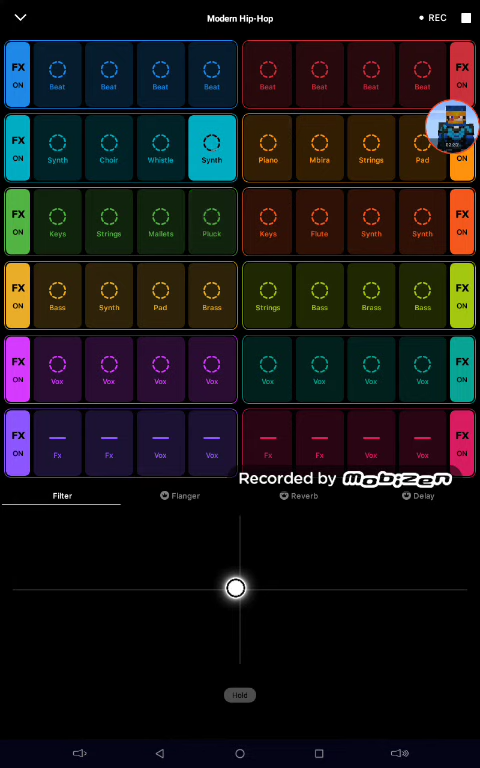 Modern Hip-Hop
REC
FX Beat Beat Beat Beat Beat Beat Beat Beat FX
ON ON
FX Synth Choir Whistle Synth Piano Mbira Strings Pad
ON ON
02:20
FX Keys Strings Mallets Pluck Keys Flute Synth Synth FX
ON ON
FX Bass Synth Pad Brass Strings Bass Brass Bass FX
ON ON
FX Vox Vox Vox Vox Vox Vox Vox Vox FX
ON ON
FX Fx Fx Vox Vox Fx Fx Vox Vox FX
ON ON
Recorded by Mobizen
Filter Flanger Reverb Delay
Hold